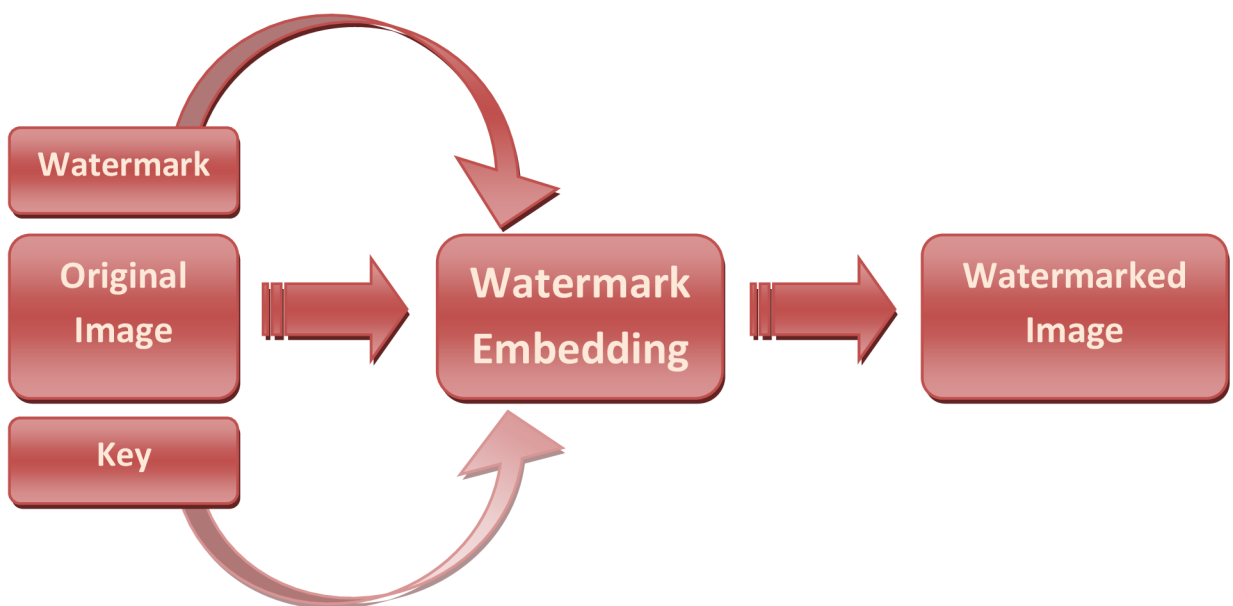 Watermark
Original
Image
Key
Watermark
Embedding
Watermarked
Image